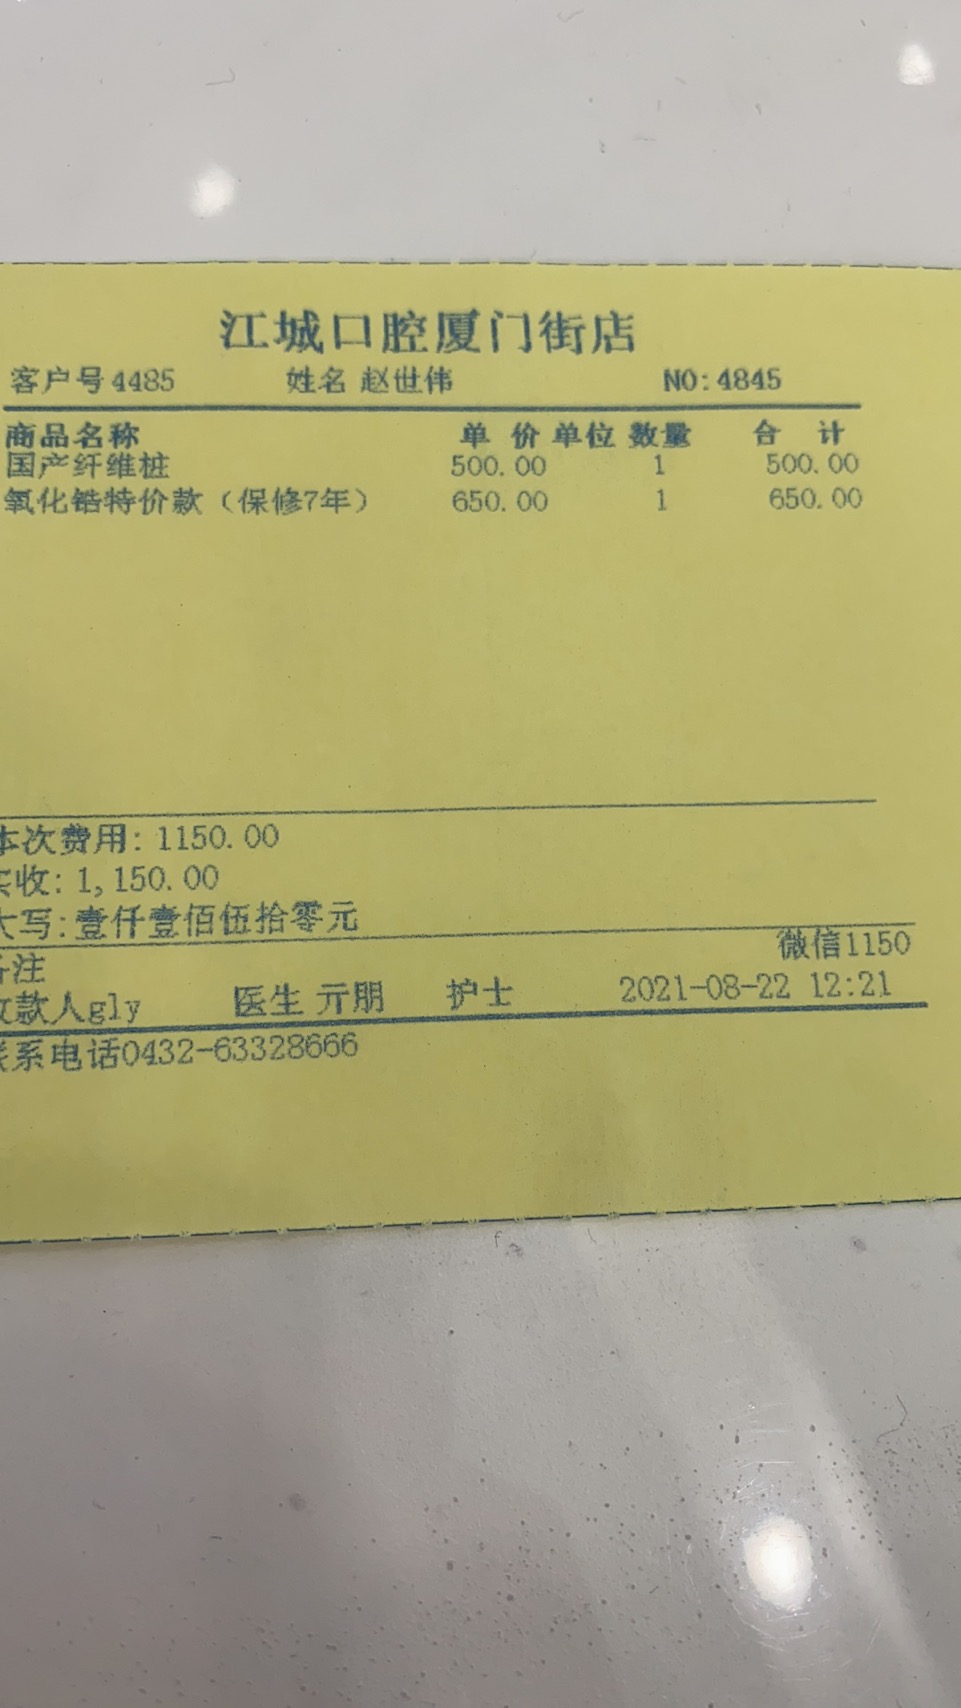 江城口腔厦门街店
客户号4485 姓名 赵世伟 NO:4845
商品名称 单 价 单位 数量 合 计
国产纤维桩 500.00 1 500.00
氧化锆特价款（保修7年） 650.00 1 650.00
本次费用: 1150.00
实收: 1,150.00
大写:壹仟壹佰伍拾零元
微信1150
备注
收款人gly 医生 亓朋 护士 2021-08-22 12:21
联系电话0432-63328666